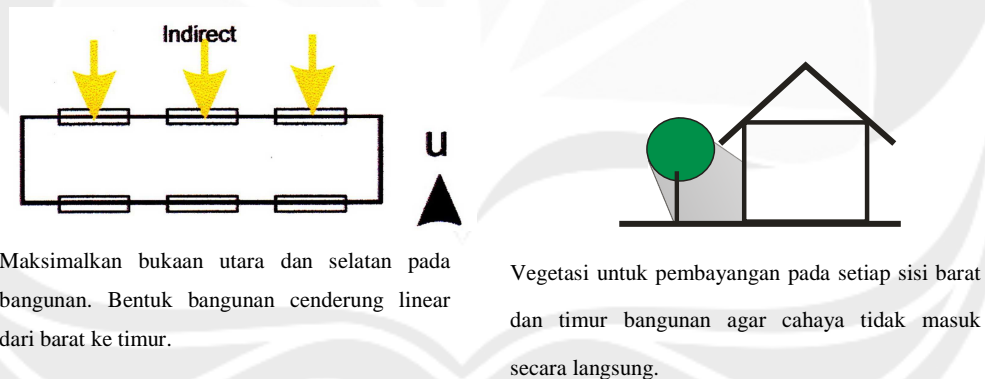 Indirect
u
Maksimalkan bukaan utara dan selatan pada
bangunan. Bentuk bangunan cenderung linear
dari barat ke timur.
Vegetasi untuk pembayangan pada setiap sisi barat
dan timur bangunan agar cahaya tidak masuk
secara langsung.